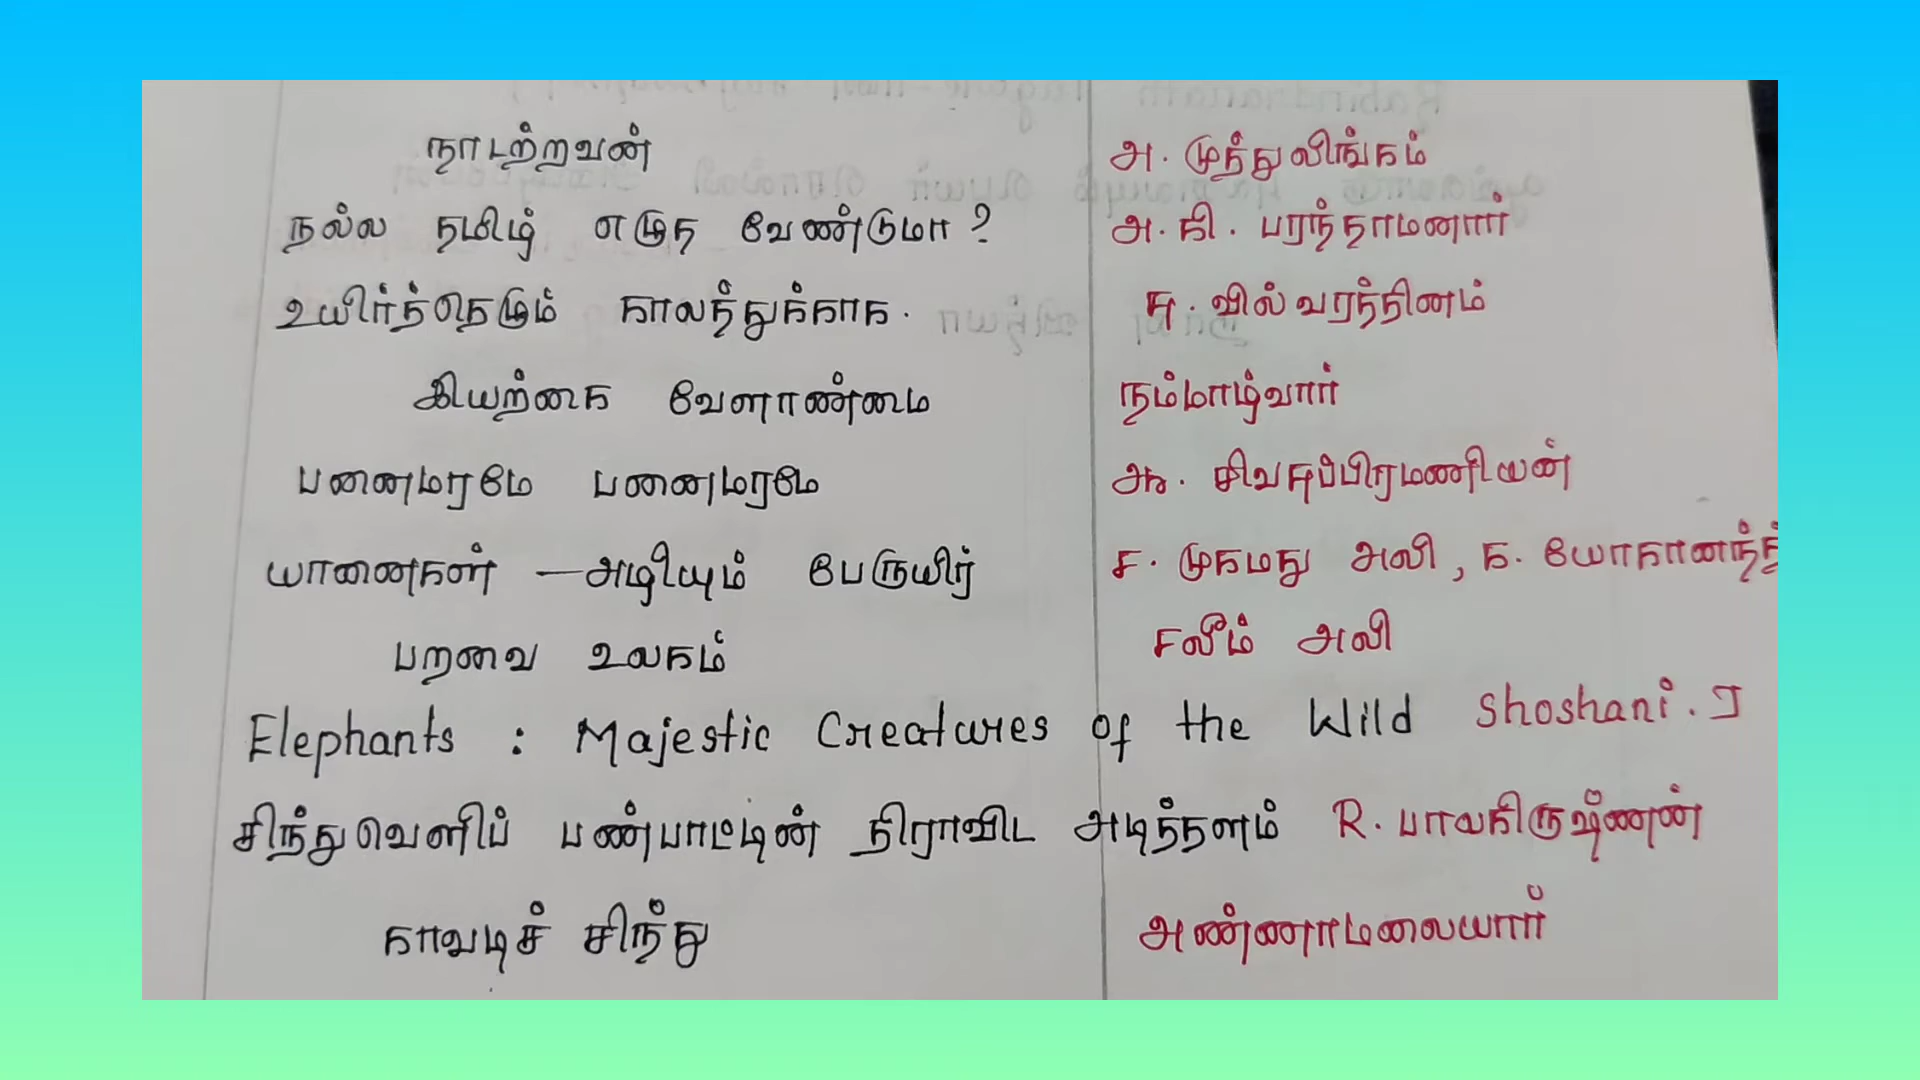 நாடற்றவன் அ. முத்துலிங்கம்
நல்ல தமிழ் எழுத வேண்டுமா? அ. கி. பரந்தாமனார்
உயிர்த்தெழும் காலத்துக்காக. சு. வில்வரத்தினம்
இயற்கை வேளாண்மை நம்மாழ்வார்
பனைமரமே பனைமரமே ஆ. சிவசுப்பிரமணியன்
யானைகள் – அழியும் பேருயிர் ச. முகமது அலி, க. யோகானந்த்
பறவை உலகம் சலீம் அலி
Elephants : Majestic Creatures of the Wild Shoshani. J
சிந்துவெளிப் பண்பாட்டின் திராவிட அடித்தளம் R. பாலகிருஷ்ணன்
காவடிச் சிந்து அண்ணாமலையார்